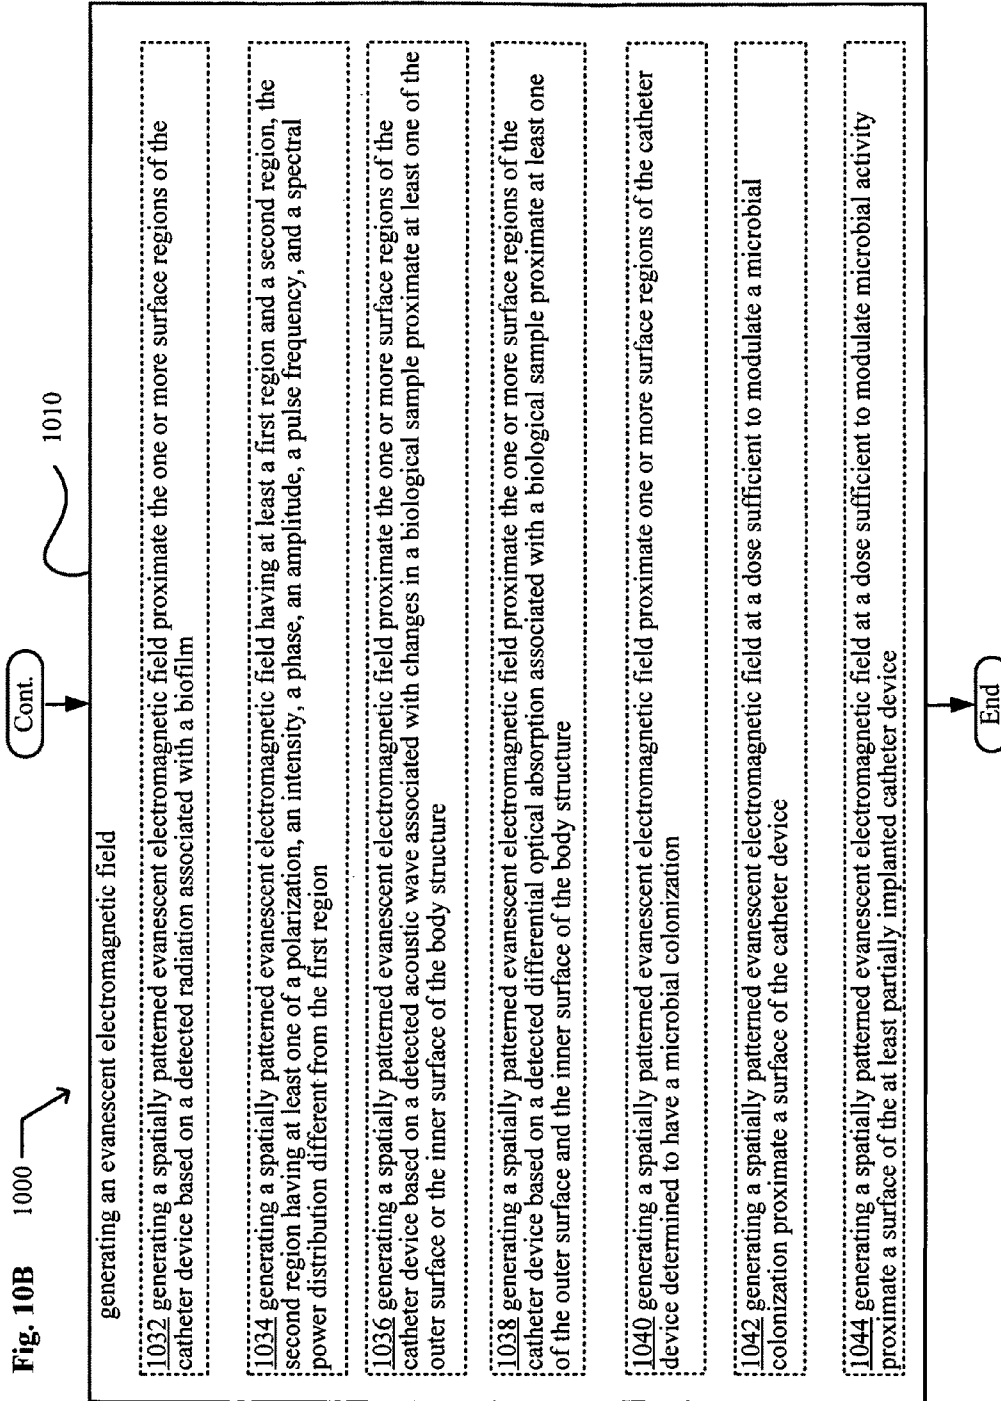 Fig. 10B
1000
Cont.
1010
generating an evanescent electromagnetic field
1032 generating a spatially patterned evanescent electromagnetic field proximate the one or more surface regions of the
catheter device based on a detected radiation associated with a biofilm
1034 generating a spatially patterned evanescent electromagnetic field having at least a first region and a second region, the
second region having at least one of a polarization, an intensity, a phase, an amplitude, a pulse frequency, and a spectral
power distribution different from the first region
1036 generating a spatially patterned evanescent electromagnetic field proximate the one or more surface regions of the
catheter device based on a detected acoustic wave associated with changes in a biological sample proximate at least one of the
outer surface or the inner surface of the body structure
1038 generating a spatially patterned evanescent electromagnetic field proximate the one or more surface regions of the
catheter device based on a detected differential optical absorption associated with a biological sample proximate at least one
of the outer surface and the inner surface of the body structure
1040 generating a spatially patterned evanescent electromagnetic field proximate one or more surface regions of the catheter
device determined to have a microbial colonization
1042 generating a spatially patterned evanescent electromagnetic field at a dose sufficient to modulate a microbial
colonization proximate a surface of the catheter device
1044 generating a spatially patterned evanescent electromagnetic field at a dose sufficient to modulate microbial activity
proximate a surface of the at least partially implanted catheter device
End